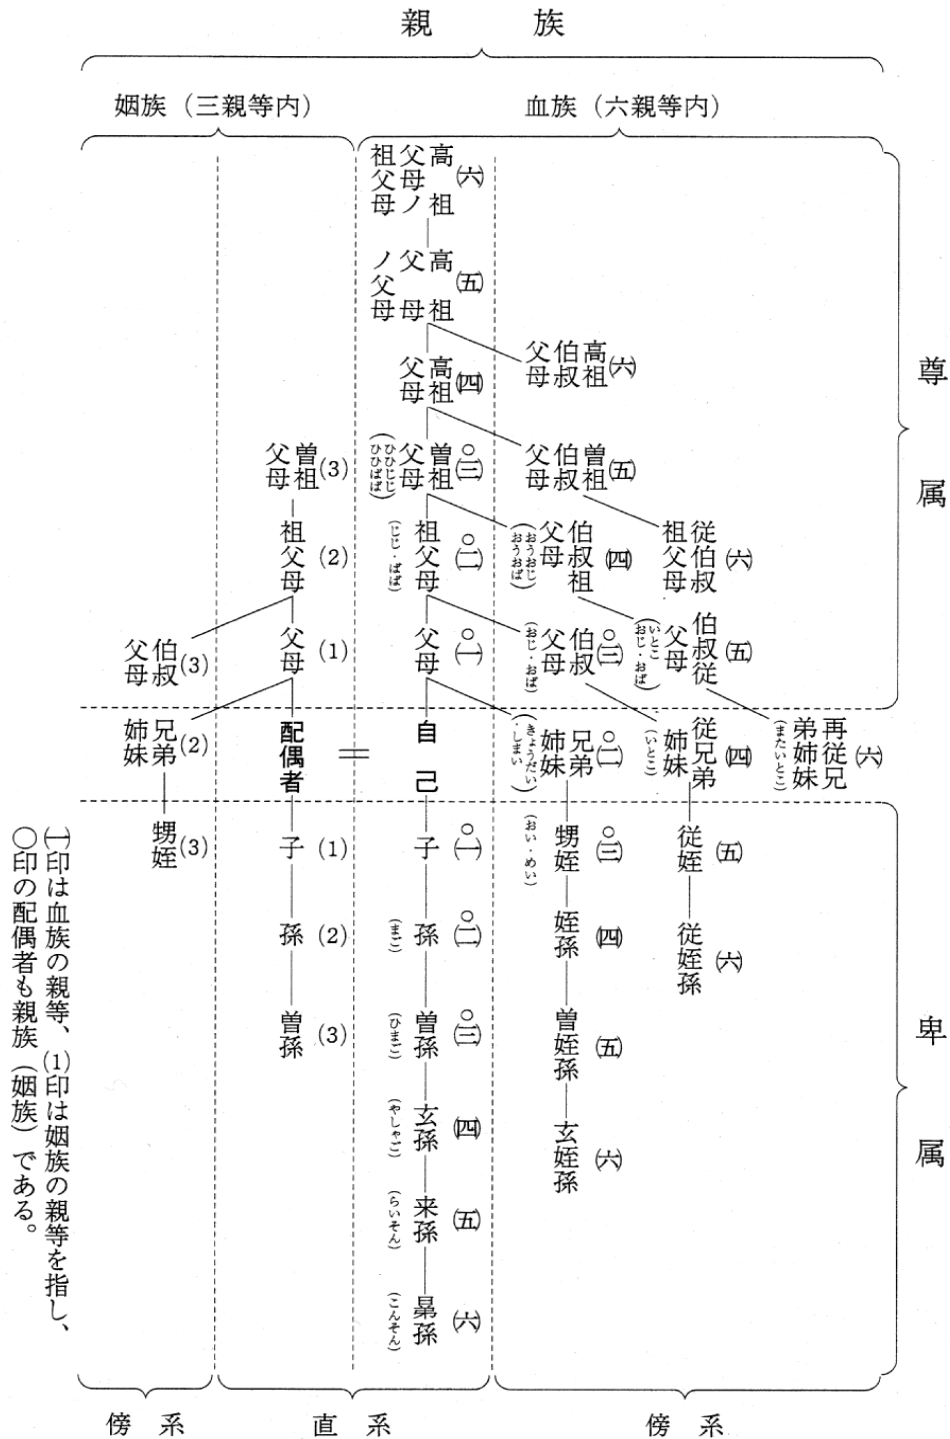 親族
姻族（三親等内）
血族（六親等内）
高祖
父母ノ
祖父母
㈥
高祖
父母
ノ父母
㈤
高祖
父母
㈣
高祖
伯叔
父母
㈥
曽祖
父母
（ひひじじ
ひひばば）
○㈢
曽祖
伯叔
父母
㈤
曽祖
父母
(3)
祖父母
(2)
祖父母
（じじ・ばば）
○㈡
伯叔祖
父母
（おうおじ
おうおば）
㈣
従伯叔
祖父母
㈥
伯叔
父母
(3)
父母
(1)
父母
○㈠
伯叔
父母
（おじ・おば）
○㈢
伯叔従
父母
（いとこ
おじ・おば）
㈤
兄弟
姉妹
(2)
配偶者
＝
自己
兄弟
姉妹
（きょうだい
・しまい）
○㈡
従兄弟
姉妹
（いとこ）
㈣
再従兄
弟姉妹
（またいとこ）
㈥
甥姪
(3)
子
(1)
子
○㈠
甥姪
（おい・めい）
○㈢
従姪
㈤
孫
(2)
孫
（まご）
○㈡
姪孫
㈣
従姪孫
㈥
曽孫
(3)
曽孫
（ひまご）
○㈢
曽姪孫
㈤
玄孫
（やしゃご）
㈣
玄姪孫
㈥
来孫
（らいそん）
㈤
昴孫
（こんそん）
㈥
尊属
卑属
傍系
直系
傍系
㈠印は血族の親等、(1)印は姻族の親等を指し、
○印の配偶者も親族（姻族）である。